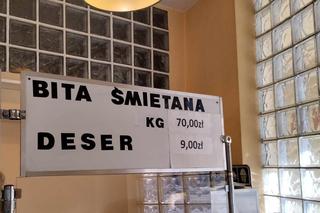 BITA ŚMIETANA
KG 70,00zł
DESER 9,00zł